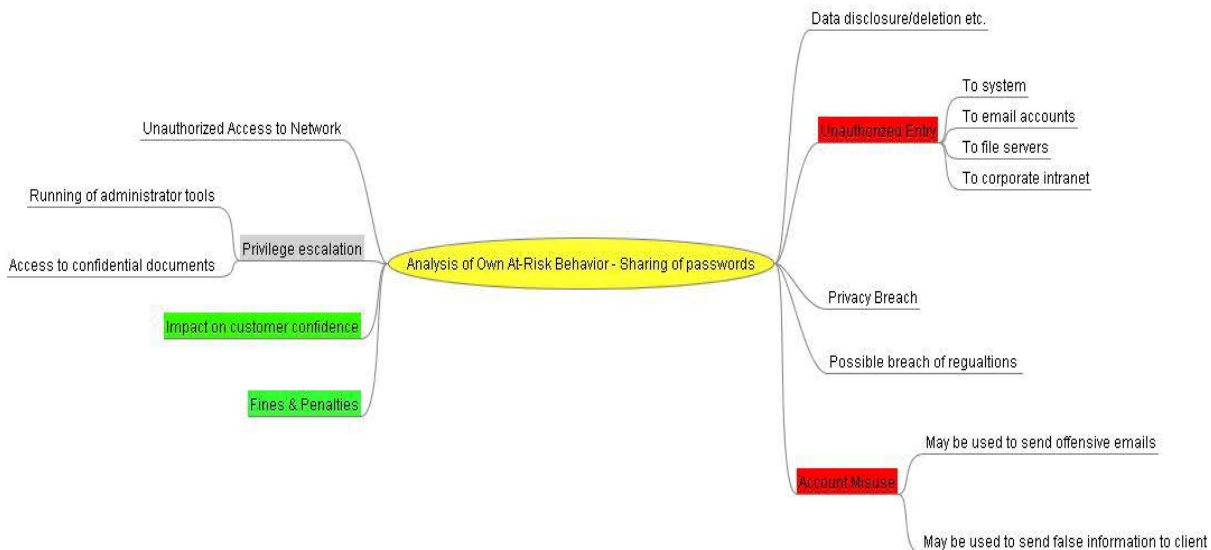 Data disclosure/deletion etc.
Unauthorized Access to Network
Unauthorized Entry
To system
To email accounts
To file servers
To corporate intranet
Running of administrator tools
Privilege escalation
Access to confidential documents
Analysis of Own At-Risk Behavior - Sharing of passwords
Impact on customer confidence
Privacy Breach
Possible breach of regualtions
Fines & Penalties
May be used to send offensive emails
Account Misuse
May be used to send false information to client